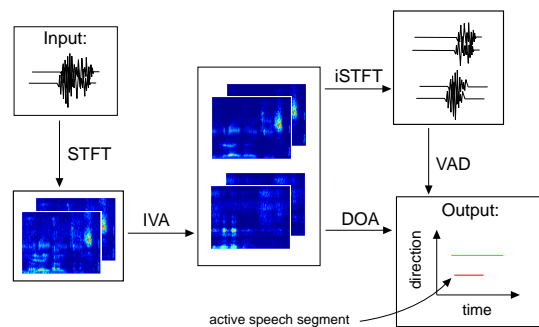 Input:
iSTFT
STFT
VAD
IVA
DOA
Output:
direction
time
active speech segment